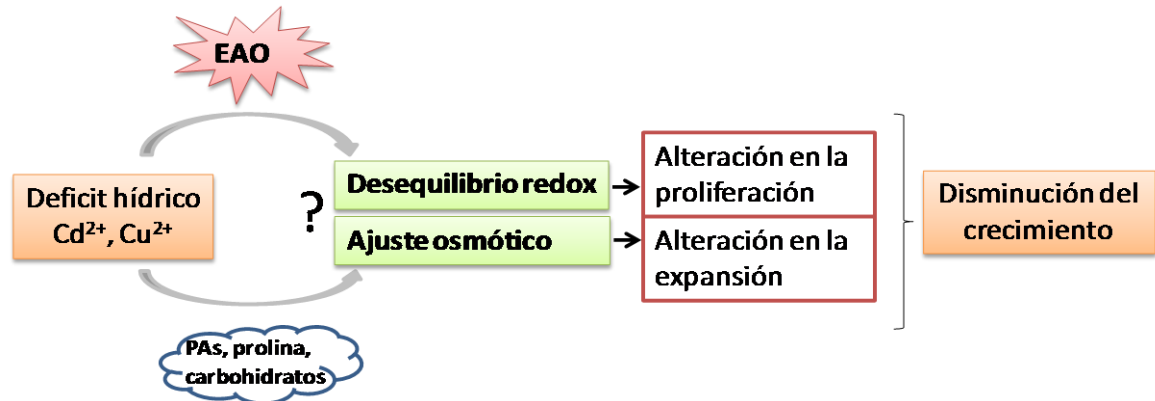 EAO
Deficit hídrico
Cd²⁺, Cu²⁺
?
Desequilibrio redox
Ajuste osmótico
Alteración en la
proliferación
Alteración en la
expansión
Disminución del
crecimiento
PAs, prolina,
carbohidratos